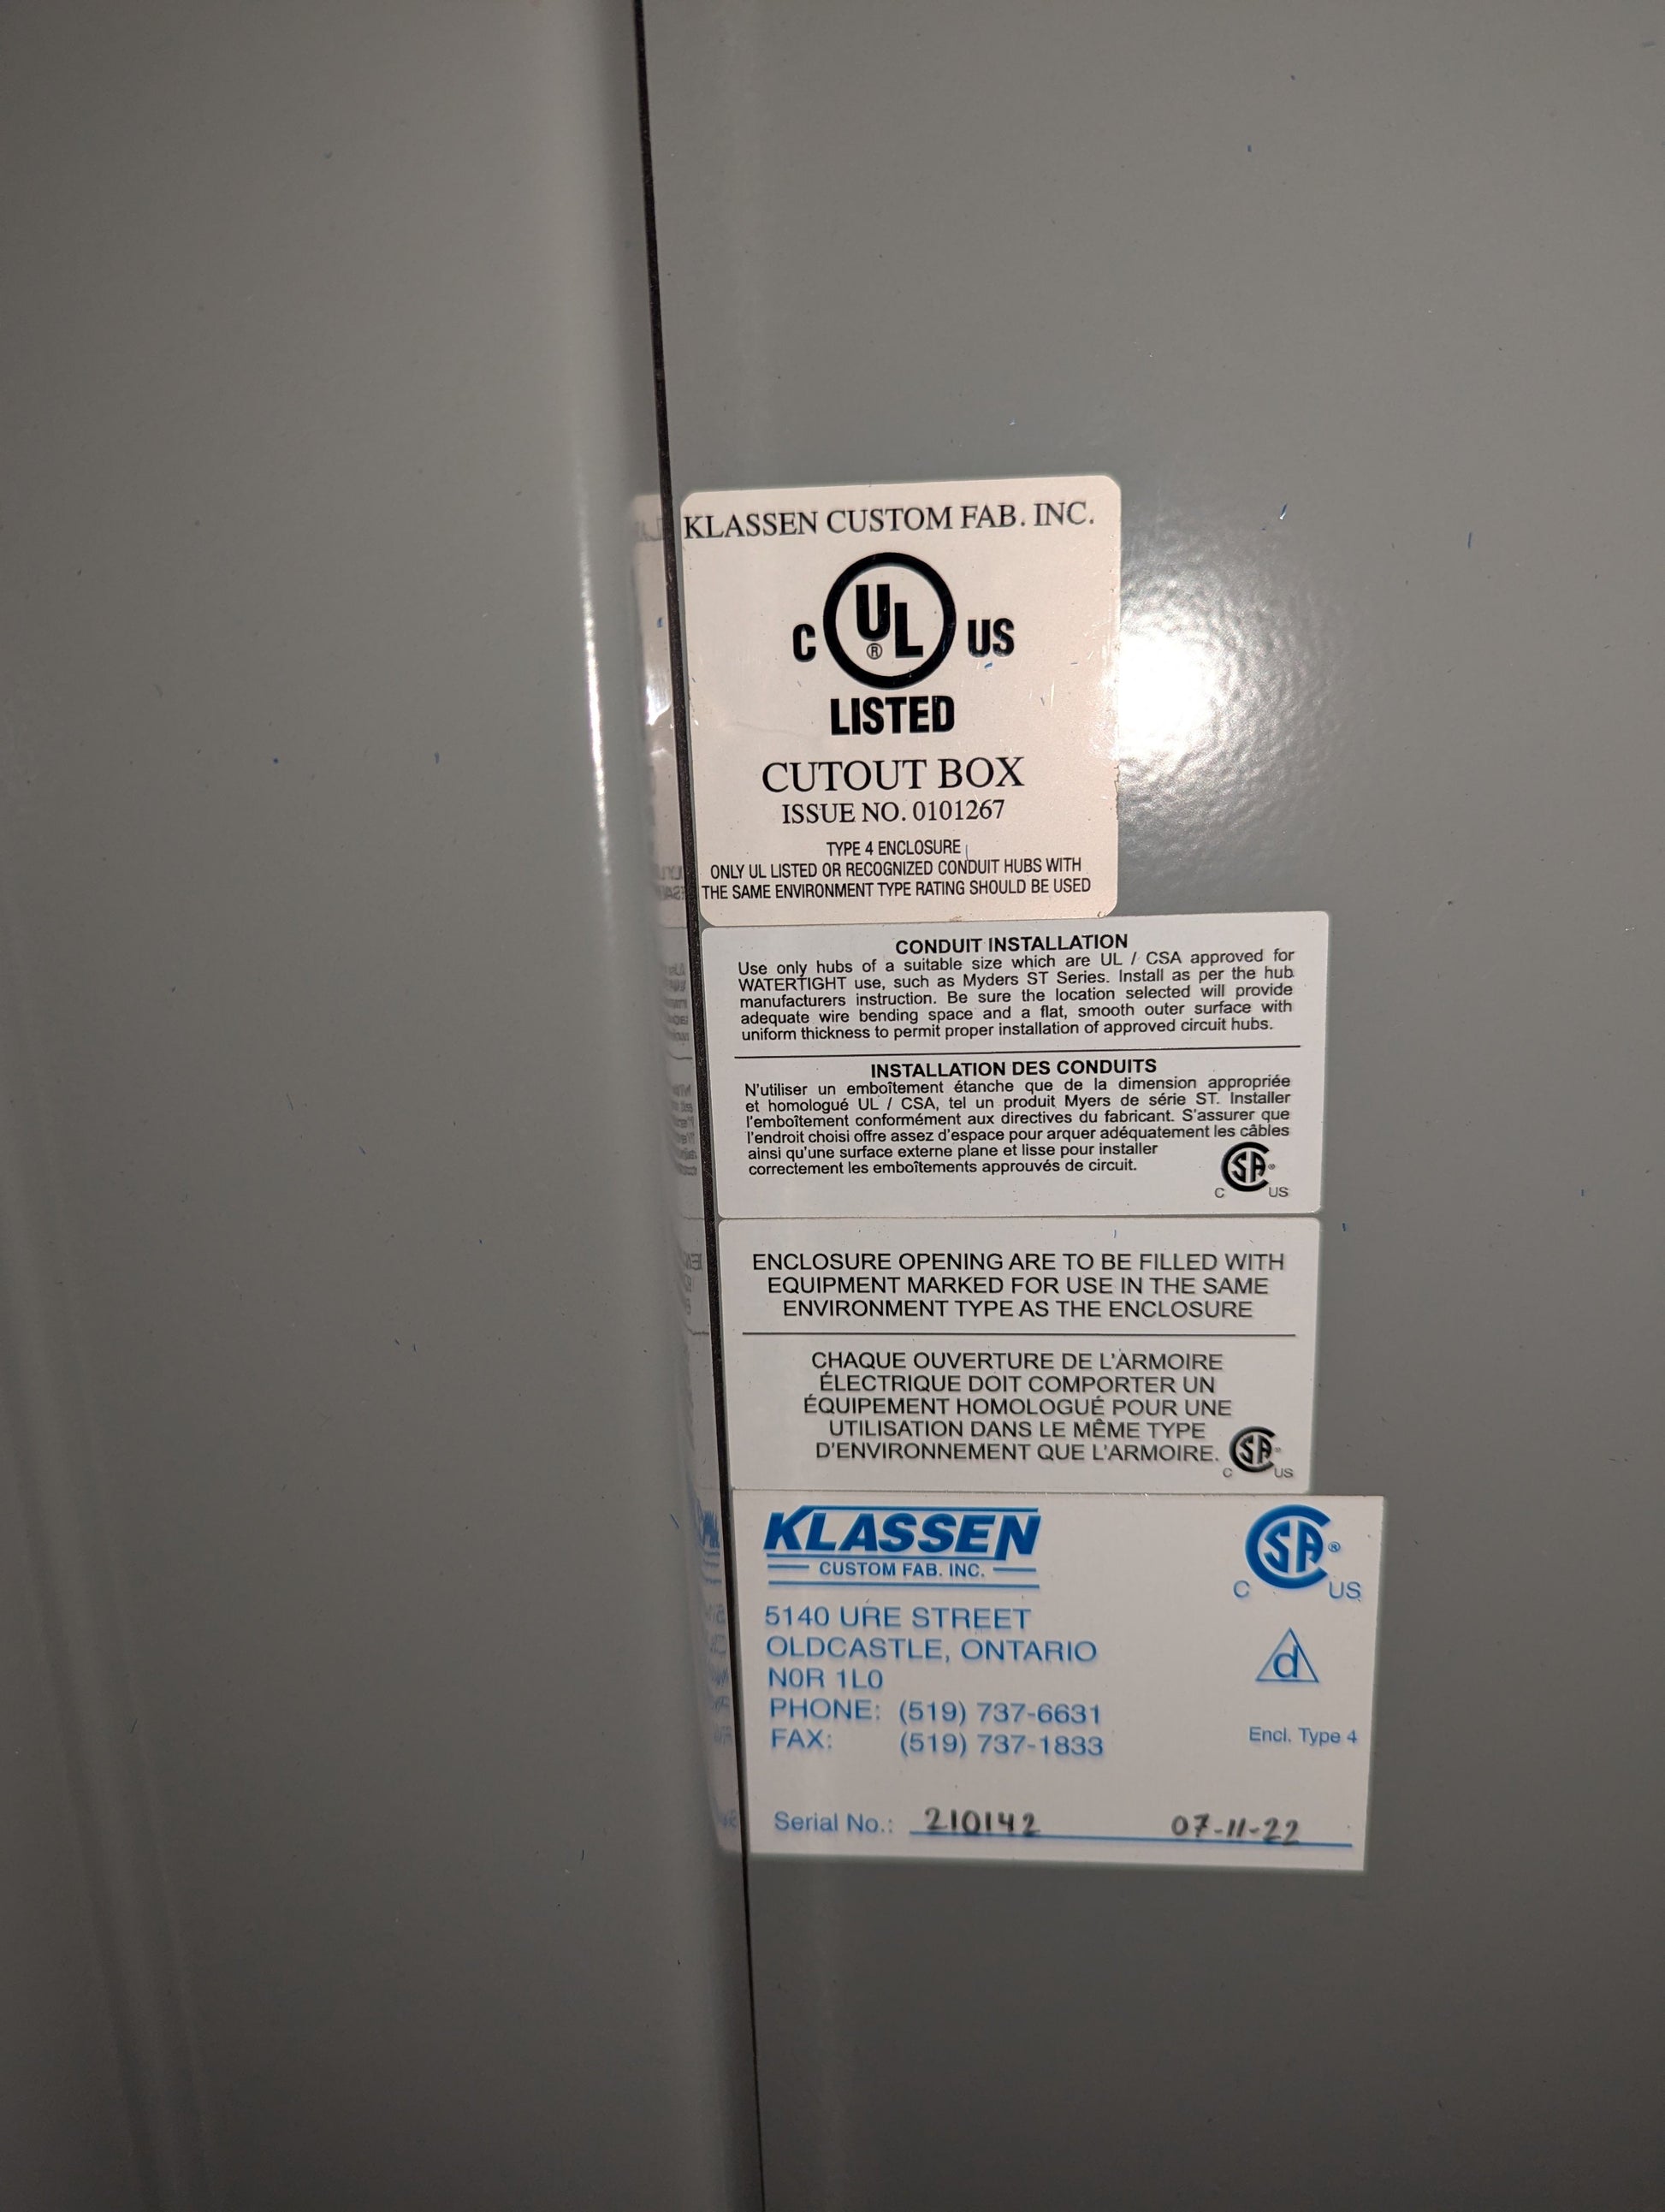 KLASSEN CUSTOM FAB. INC.
C UL ® US
LISTED
CUTOUT BOX
ISSUE NO. 0101267
TYPE 4 ENCLOSURE
ONLY UL LISTED OR RECOGNIZED CONDUIT HUBS WITH
THE SAME ENVIRONMENT TYPE RATING SHOULD BE USED
CONDUIT INSTALLATION
Use only hubs of a suitable size which are UL / CSA approved for
WATERTIGHT use, such as Myders ST Series. Install as per the hub
manufacturers instruction. Be sure the location selected will provide
adequate wire bending space and a flat, smooth outer surface with
uniform thickness to permit proper installation of approved circuit hubs.
INSTALLATION DES CONDUITS
N'utiliser un emboîtement étanche que de la dimension appropriée
et homologué UL / CSA, tel un produit Myers de série ST. Installer
l'emboîtement conformément aux directives du fabricant. S'assurer que
l'endroit choisi offre assez d'espace pour arquer adéquatement les câbles
ainsi qu'une surface externe plane et lisse pour installer
correctement les emboîtements approuvés de circuit.
CSA ®
C US
ENCLOSURE OPENING ARE TO BE FILLED WITH
EQUIPMENT MARKED FOR USE IN THE SAME
ENVIRONMENT TYPE AS THE ENCLOSURE
CHAQUE OUVERTURE DE L'ARMOIRE
ÉLECTRIQUE DOIT COMPORTER UN
ÉQUIPEMENT HOMOLOGUÉ POUR UNE
UTILISATION DANS LE MÊME TYPE
D'ENVIRONNEMENT QUE L'ARMOIRE.
CSA ®
C US
KLASSEN
CUSTOM FAB. INC.
CSA ®
C US
5140 URE STREET
OLDCASTLE, ONTARIO
N0R 1L0
PHONE: (519) 737-6631
FAX: (519) 737-1833
d
Encl. Type 4
Serial No.: 210142 07-11-22